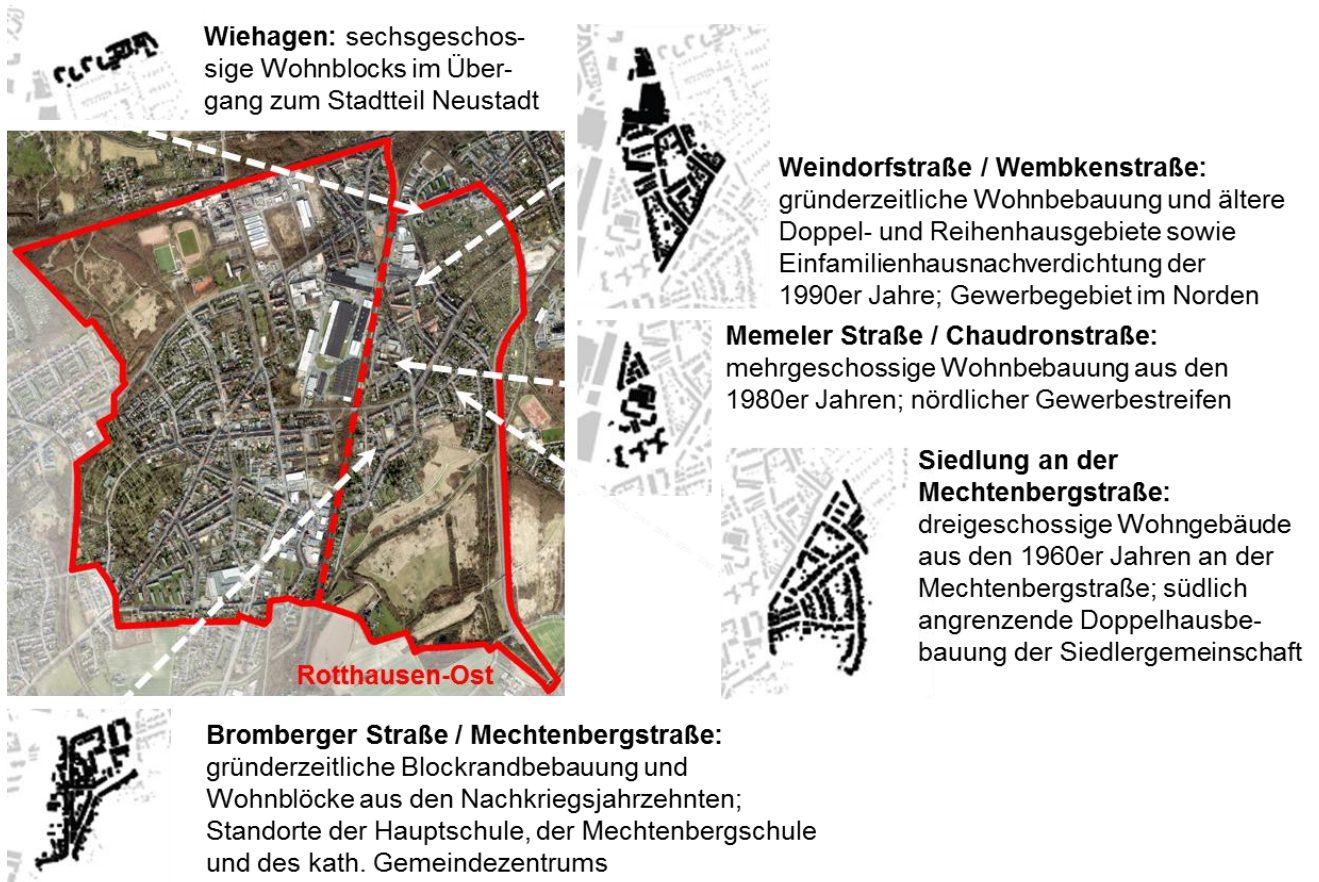 Wiehagen: sechsgeschos-
sige Wohnblocks im Über-
gang zum Stadtteil Neustadt
Weindorfstraße / Wembkenstraße:
gründerzeitliche Wohnbebauung und ältere
Doppel- und Reihenhausgebiete sowie
Einfamilienhausnachverdichtung der
1990er Jahre; Gewerbegebiet im Norden
Memeler Straße / Chaudronstraße:
mehrgeschossige Wohnbebauung aus den
1980er Jahren; nördlicher Gewerbestreifen
Siedlung an der
Mechtenbergstraße:
dreigeschossige Wohngebäude
aus den 1960er Jahren an der
Mechtenbergstraße; südlich
angrenzende Doppelhausbe-
bauung der Siedlergemeinschaft
Rotthausen-Ost
Bromberger Straße / Mechtenbergstraße:
gründerzeitliche Blockrandbebauung und
Wohnblöcke aus den Nachkriegsjahrzehnten;
Standorte der Hauptschule, der Mechtenbergschule
und des kath. Gemeindezentrums